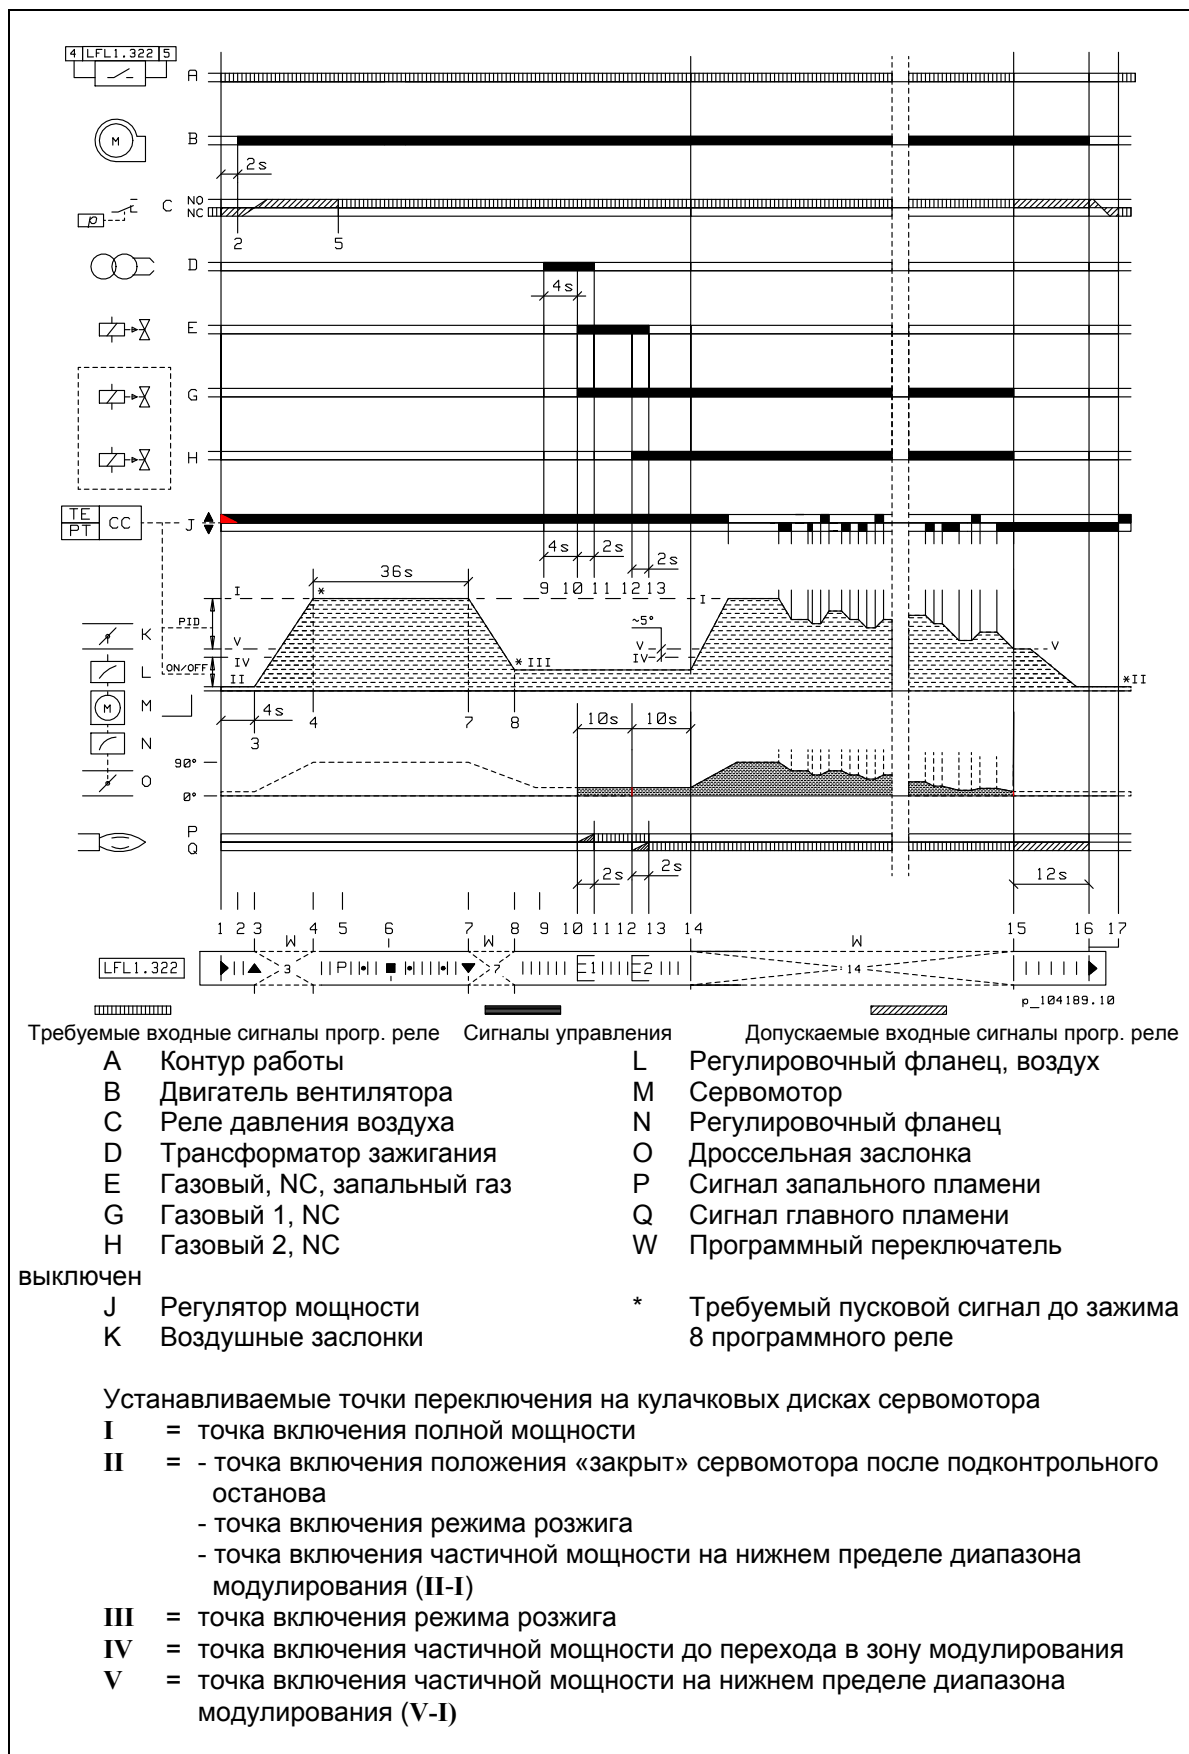 4 LFL1.322 5
A
M B
2s
p C NO
NC
2 5
D
4s
E
G
H
TE
PT CC J
4s 2s
2s
36s 9 10 11 12 13
I * I
K PID V ~5° V
IV V
IV
L ON/OFF * III
II *II
M M 4s 4 7 8 10s 10s
3
N
90°
O
0°
P
Q
2s 2s 12s
1 2 3 4 5 6 7 8 9 10 11 12 13 14 15 16 17
W W W
LFL1.322 3 P 7 1 2 14
p_104189.10
Требуемые входные сигналы прогр. реле Сигналы управления Допускаемые входные сигналы прогр. реле
A Контур работы L Регулировочный фланец, воздух
B Двигатель вентилятора M Сервомотор
C Реле давления воздуха N Регулировочный фланец
D Трансформатор зажигания O Дроссельная заслонка
E Газовый, NC, запальный газ P Сигнал запального пламени
G Газовый 1, NC Q Сигнал главного пламени
H Газовый 2, NC W Программный переключатель
выключен
J Регулятор мощности * Требуемый пусковой сигнал до зажима
K Воздушные заслонки 8 программного реле
Устанавливаемые точки переключения на кулачковых дисках сервомотора
I = точка включения полной мощности
II = - точка включения положения «закрыт» сервомотора после подконтрольного
останова
- точка включения режима розжига
- точка включения частичной мощности на нижнем пределе диапазона
модулирования (II-I)
III = точка включения режима розжига
IV = точка включения частичной мощности до перехода в зону модулирования
V = точка включения частичной мощности на нижнем пределе диапазона
модулирования (V-I)